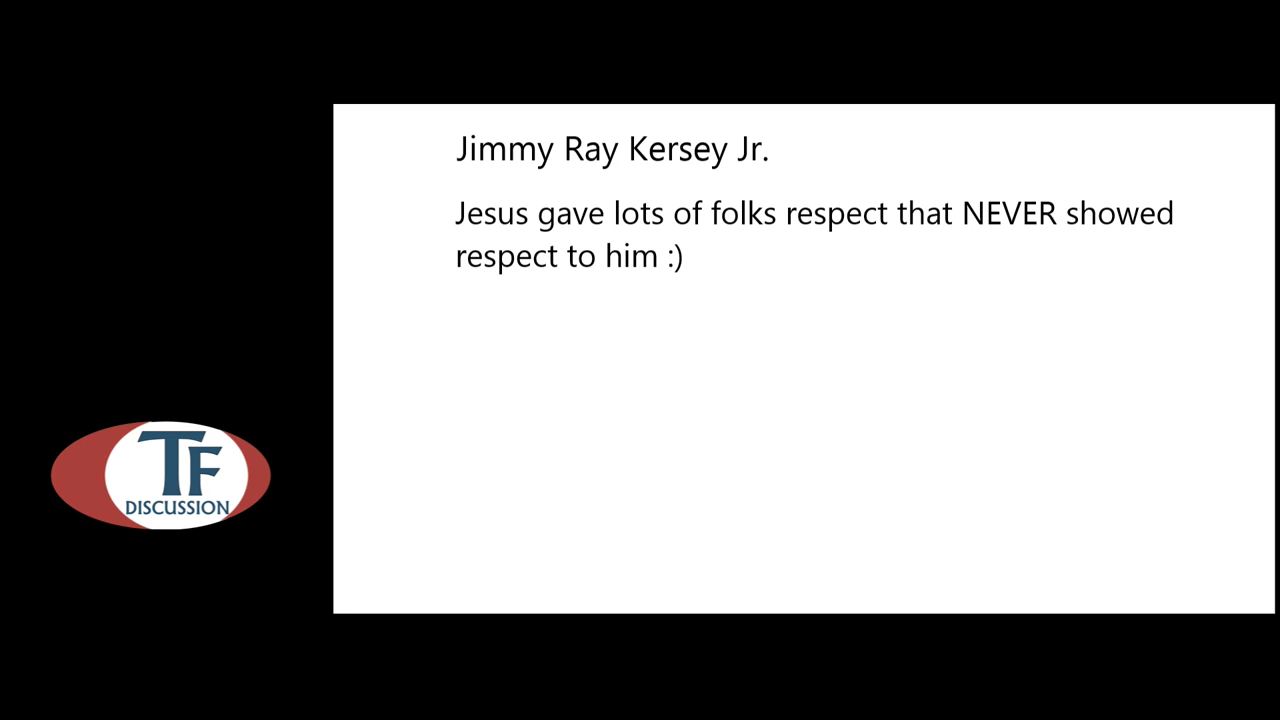 Jimmy Ray Kersey Jr.
Jesus gave lots of folks respect that NEVER showed
respect to him :)
TF
DISCUSSION